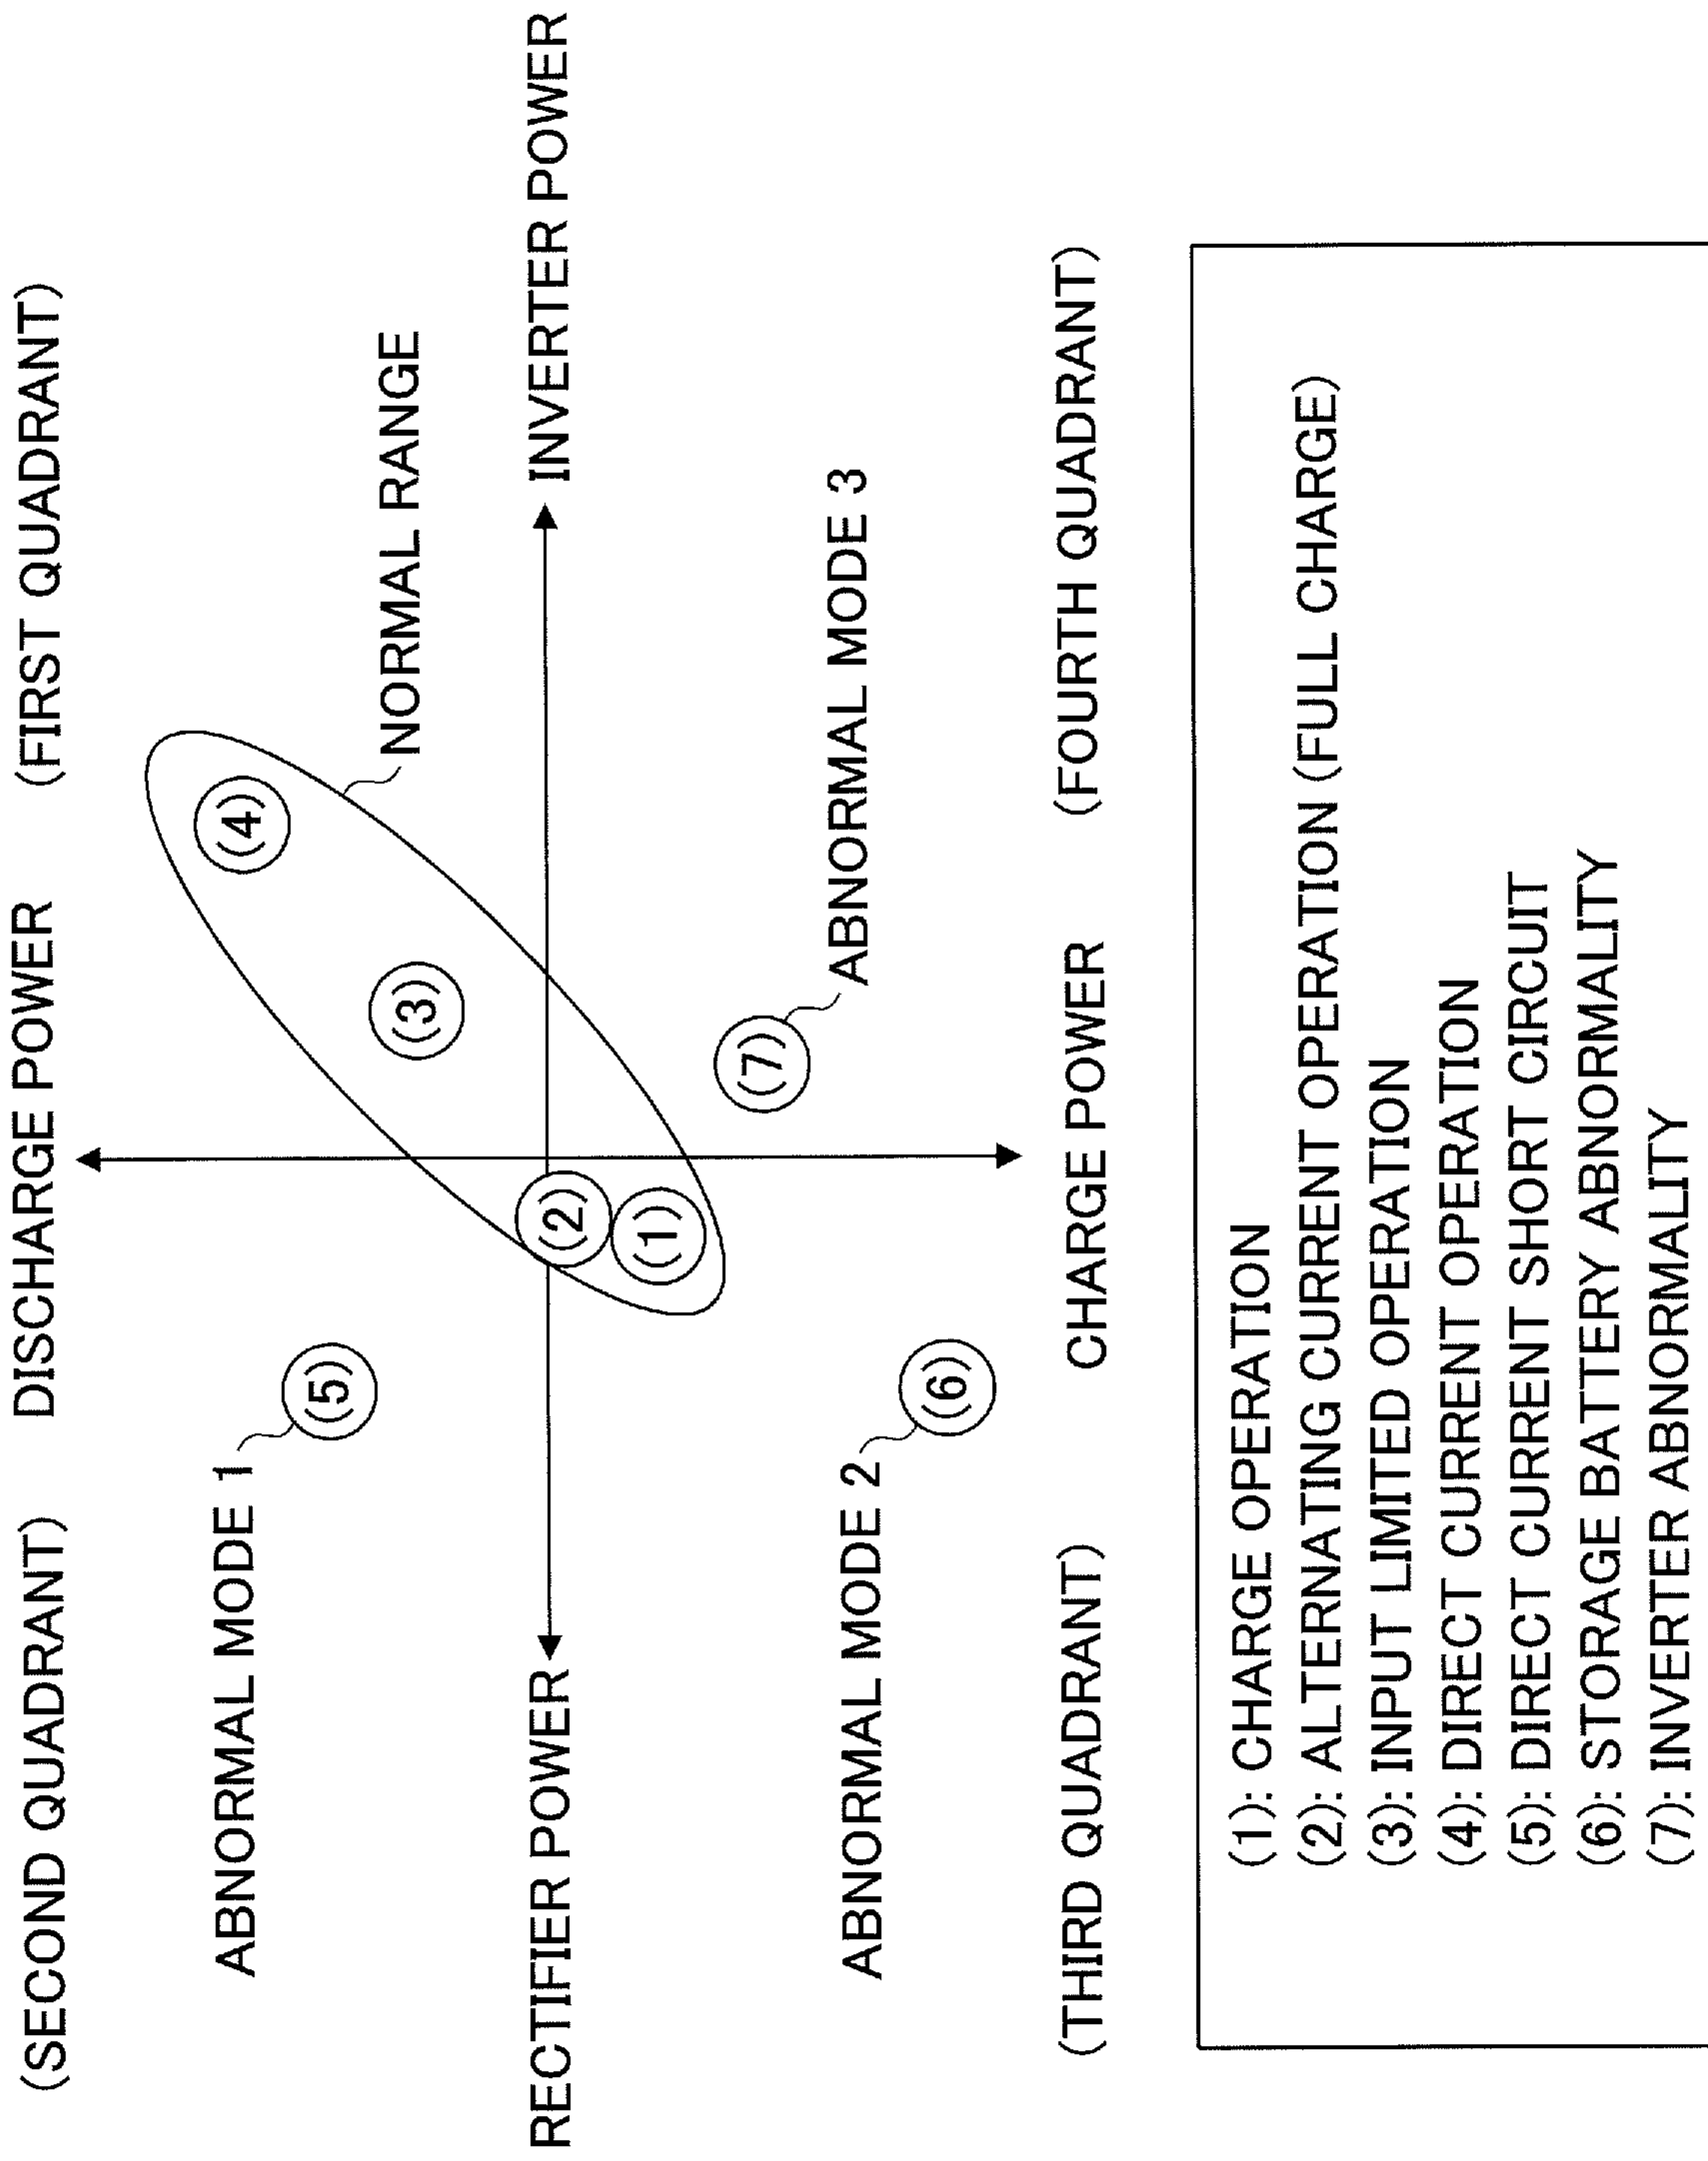 (SECOND QUADRANT)
DISCHARGE POWER
(FIRST QUADRANT)
ABNORMAL MODE 1
(5)
(4)
NORMAL RANGE
(3)
RECTIFIER POWER
(2)
INVERTER POWER
(1)
(7)
ABNORMAL MODE 3
ABNORMAL MODE 2
(6)
(THIRD QUADRANT)
CHARGE POWER
(FOURTH QUADRANT)
(1): CHARGE OPERATION
(2): ALTERNATING CURRENT OPERATION (FULL CHARGE)
(3): INPUT LIMITED OPERATION
(4): DIRECT CURRENT OPERATION
(5): DIRECT CURRENT SHORT CIRCUIT
(6): STORAGE BATTERY ABNORMALITY
(7): INVERTER ABNORMALITY